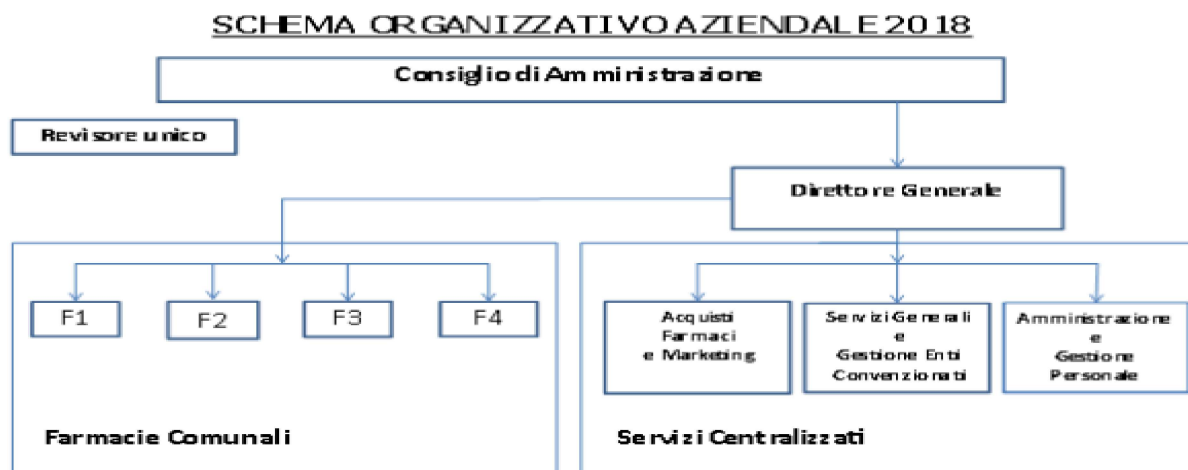 SCHEMA ORGANIZZATIVO AZIENDALE 2018
Consiglio di Amministrazione
Revisore unico
Direttore Generale
F1
F2
F3
F4
Farmacie Comunali
Acquisti
Farmaci
e Marketing
Servizi Generali
e
Gestione Enti
Convenzionati
Amministrazione
e
Gestione
Personale
Servizi Centralizzati